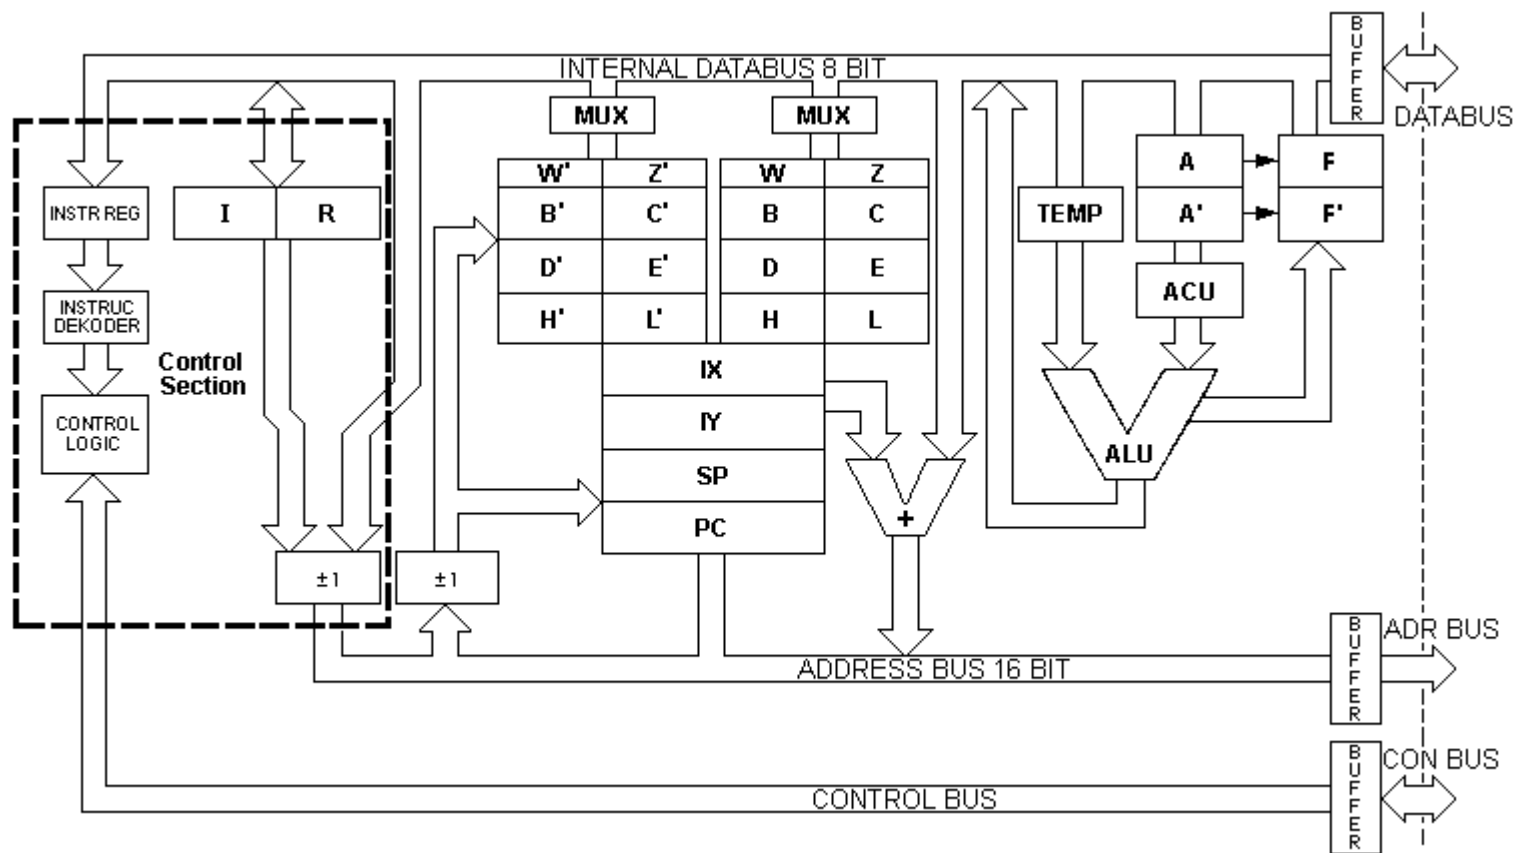 INTERNAL DATABUS 8 BIT
BUFFER
DATABUS
MUX
MUX
W' Z' W Z
B' C' B C
D' E' D E
H' L' H L
IX
IY
SP
PC
INSTR REG
I R
INSTRUC
DEKODER
Control
Section
CONTROL
LOGIC
±1
±1
+
TEMP
A F
A' F'
ACU
ALU
ADDRESS BUS 16 BIT
BUFFER
ADR BUS
CONTROL BUS
BUFFER
CON BUS